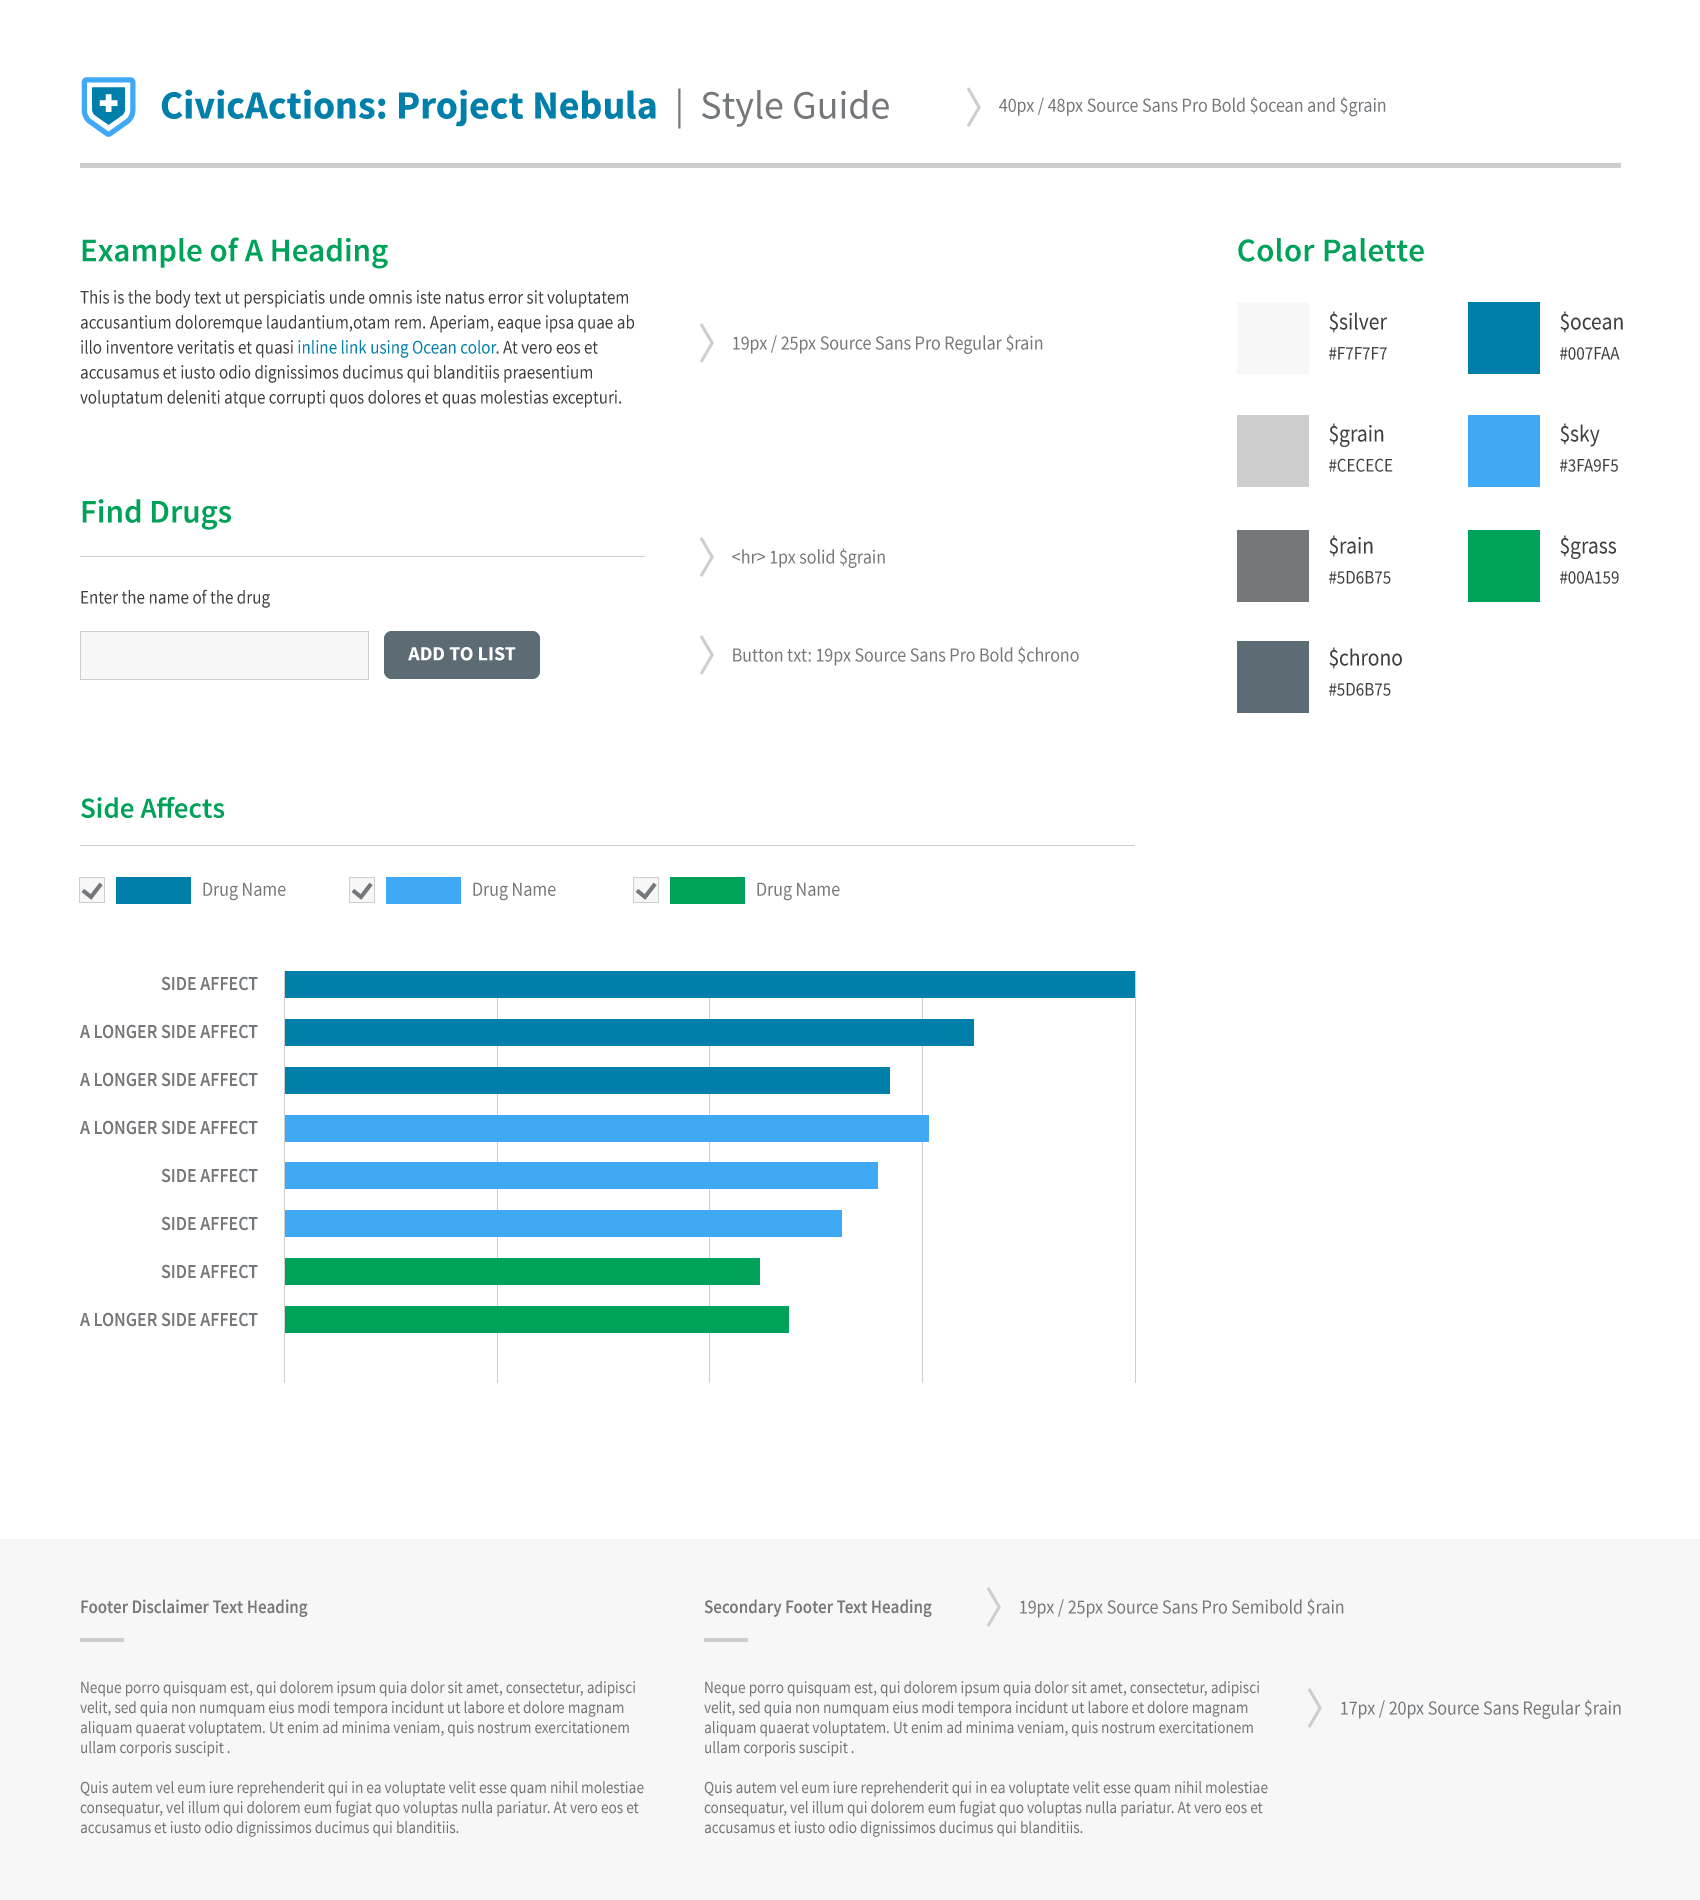 CivicActions: Project Nebula | Style Guide
40px / 48px Source Sans Pro Bold $ocean and $grain
Example of A Heading
This is the body text ut perspiciatis unde omnis iste natus error sit voluptatem
accusantium doloremque laudantium,otam rem. Aperiam, eaque ipsa quae ab
illo inventore veritatis et quasi inline link using Ocean color. At vero eos et
accusamus et iusto odio dignissimos ducimus qui blanditiis praesentium
voluptatum deleniti atque corrupti quos dolores et quas molestias excepturi.
19px / 25px Source Sans Pro Regular $rain
Find Drugs
<hr> 1px solid $grain
Enter the name of the drug
ADD TO LIST
Button txt: 19px Source Sans Pro Bold $chrono
Color Palette
$silver
#F7F7F7
$ocean
#007FAA
$grain
#CECECE
$sky
#3FA9F5
$rain
#5D6B75
$grass
#00A159
$chrono
#5D6B75
Side Affects
Drug Name
Drug Name
Drug Name
SIDE AFFECT
A LONGER SIDE AFFECT
A LONGER SIDE AFFECT
A LONGER SIDE AFFECT
SIDE AFFECT
SIDE AFFECT
SIDE AFFECT
A LONGER SIDE AFFECT
Footer Disclaimer Text Heading
Neque porro quisquam est, qui dolorem ipsum quia dolor sit amet, consectetur, adipisci
velit, sed quia non numquam eius modi tempora incidunt ut labore et dolore magnam
aliquam quaerat voluptatem. Ut enim ad minima veniam, quis nostrum exercitationem
ullam corporis suscipit .
Quis autem vel eum iure reprehenderit qui in ea voluptate velit esse quam nihil molestiae
consequatur, vel illum qui dolorem eum fugiat quo voluptas nulla pariatur. At vero eos et
accusamus et iusto odio dignissimos ducimus qui blanditiis.
Secondary Footer Text Heading
19px / 25px Source Sans Pro Semibold $rain
Neque porro quisquam est, qui dolorem ipsum quia dolor sit amet, consectetur, adipisci
velit, sed quia non numquam eius modi tempora incidunt ut labore et dolore magnam
aliquam quaerat voluptatem. Ut enim ad minima veniam, quis nostrum exercitationem
ullam corporis suscipit .
Quis autem vel eum iure reprehenderit qui in ea voluptate velit esse quam nihil molestiae
consequatur, vel illum qui dolorem eum fugiat quo voluptas nulla pariatur. At vero eos et
accusamus et iusto odio dignissimos ducimus qui blanditiis.
17px / 20px Source Sans Regular $rain